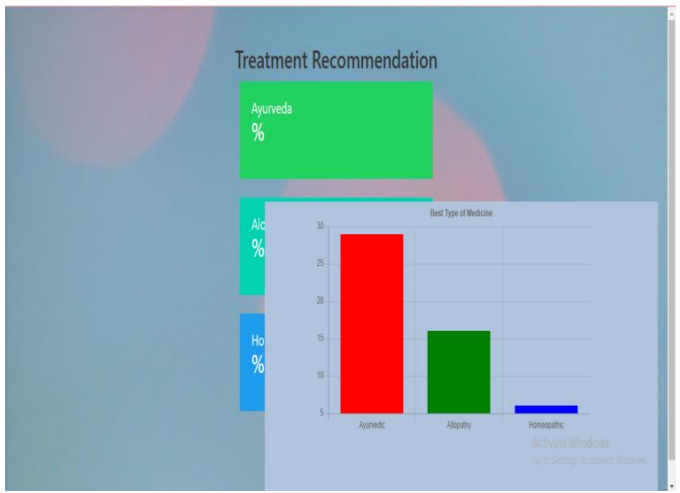 Treatment Recommendation
Ayurveda
%
%
Ho
%
Best Type of Medicine
30
25
20
15
10
5
Ayurvedic
Allopathy
Homeopathic
Activate Windows
Go to Settings to activate Windows.